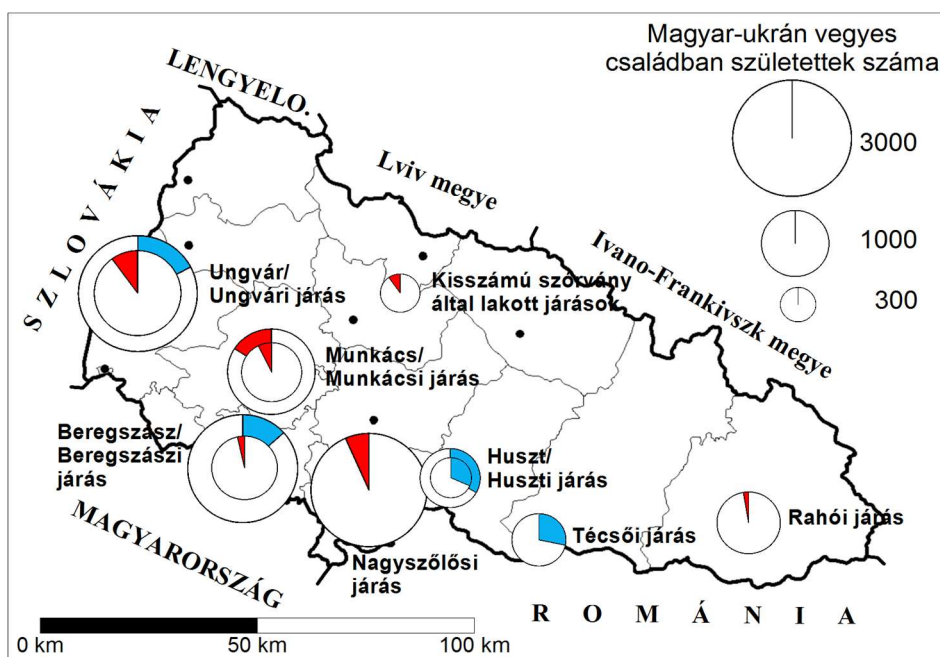 Magyar-ukrán vegyes
családban születettek száma
3000
1000
300
LENGYELO.
SZLOVÁKIA
Lviv megye
Ivano-Frankivszk megye
Ungvár/
Ungvári járás
Kisszámú szórvány
által lakott járások
Munkács/
Munkácsi járás
Beregszász/
Beregszászi
járás
Huszt/
Huszti járás
Nagyszőlősi
járás
Técsői járás
Rahói járás
MAGYARORSZÁG
ROMÁNIA
0 km
50 km
100 km